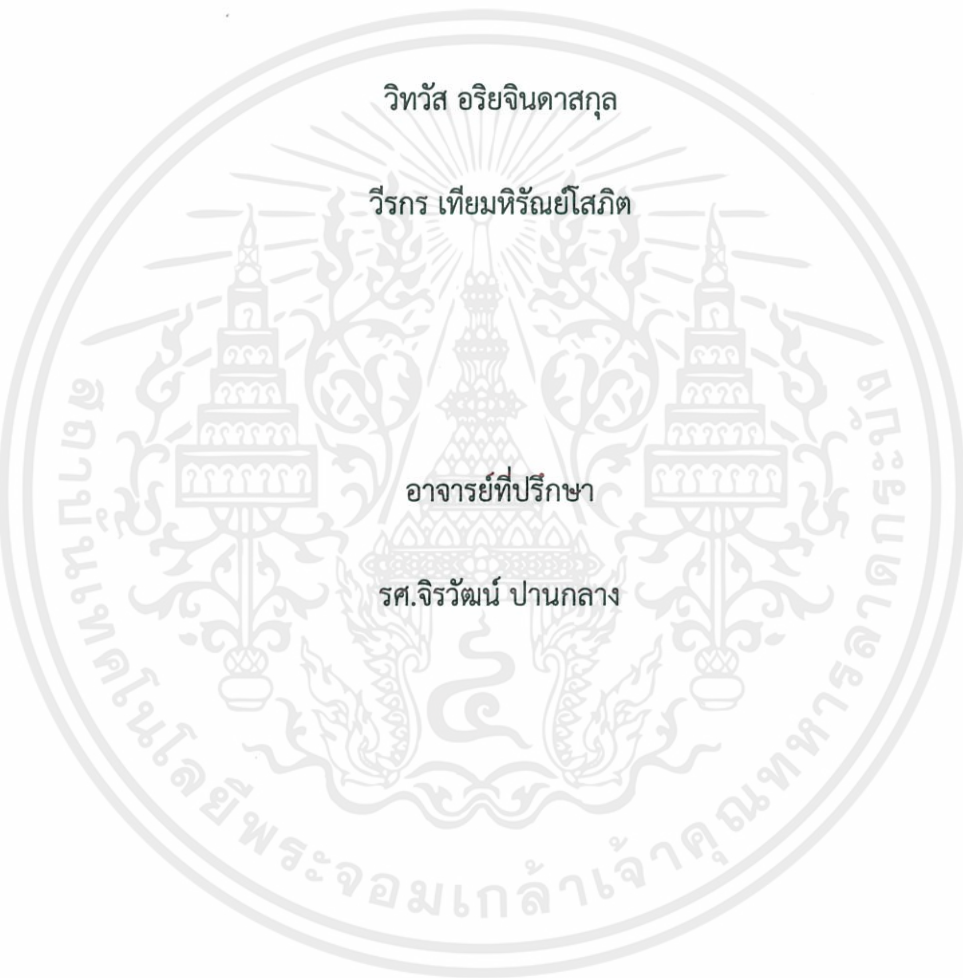 วิทวัส อริยจินดาสกุล
วีรกร เทียมหิรัณย์โสภิต
อาจารย์ที่ปรึกษา
รศ.จิรวัฒน์ ปานกลาง
สถาบันเทคโนโลยีพระจอมเกล้าเจ้าคุณทหารลาดกระบัง